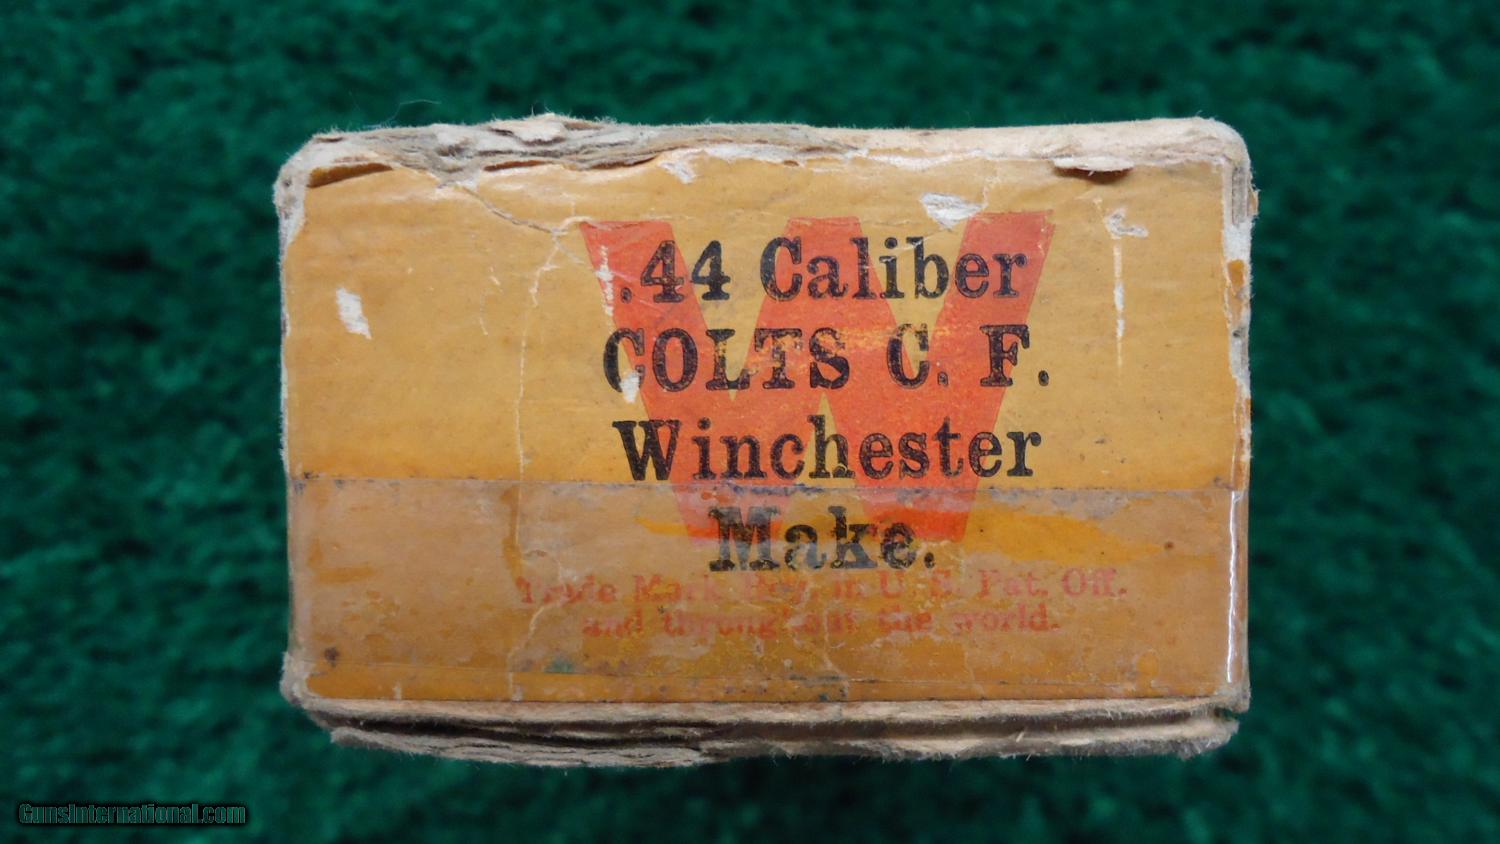 W
.44 Caliber
COLTS C. F.
Winchester
Make.
Trade Mark Reg. in U. S. Pat. Off.
and throughout the world.
GunsInternational.com